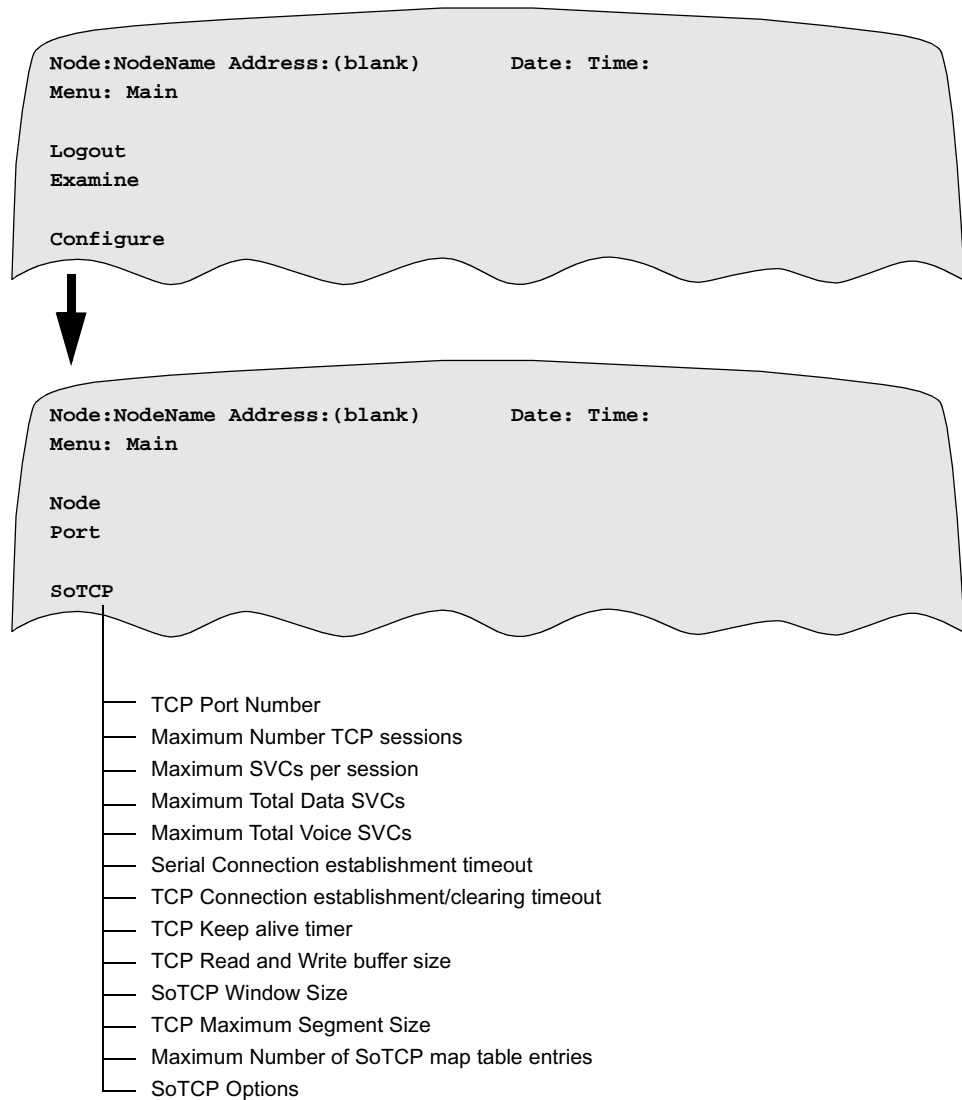 Node:NodeName Address:(blank) Date: Time:
Menu: Main
Logout
Examine
Configure
Node:NodeName Address:(blank) Date: Time:
Menu: Main
Node
Port
SoTCP
TCP Port Number
Maximum Number TCP sessions
Maximum SVCs per session
Maximum Total Data SVCs
Maximum Total Voice SVCs
Serial Connection establishment timeout
TCP Connection establishment/clearing timeout
TCP Keep alive timer
TCP Read and Write buffer size
SoTCP Window Size
TCP Maximum Segment Size
Maximum Number of SoTCP map table entries
SoTCP Options